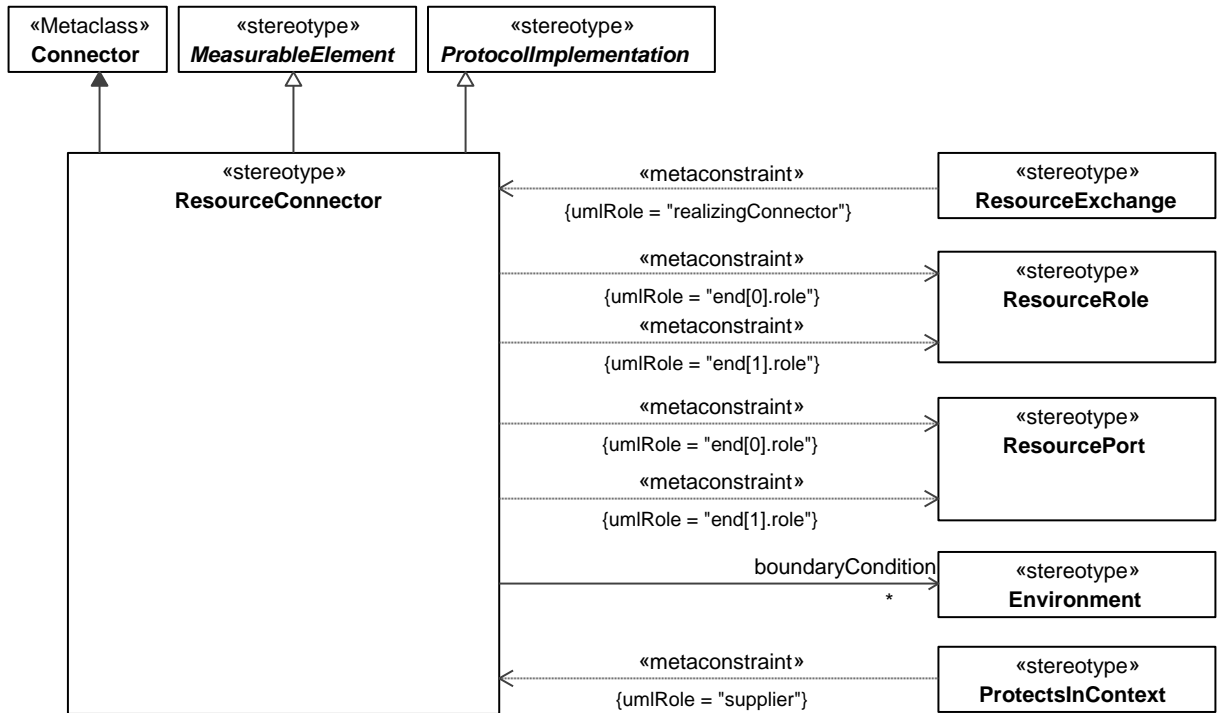 «Metaclass»
Connector
«stereotype»
MeasurableElement
«stereotype»
ProtocolImplementation
«stereotype»
ResourceConnector
«metaconstraint»
{umlRole = "realizingConnector"}
«stereotype»
ResourceExchange
«metaconstraint»
{umlRole = "end[0].role"}
«metaconstraint»
{umlRole = "end[1].role"}
«stereotype»
ResourceRole
«metaconstraint»
{umlRole = "end[0].role"}
«metaconstraint»
{umlRole = "end[1].role"}
«stereotype»
ResourcePort
boundaryCondition
*
«stereotype»
Environment
«metaconstraint»
{umlRole = "supplier"}
«stereotype»
ProtectsInContext